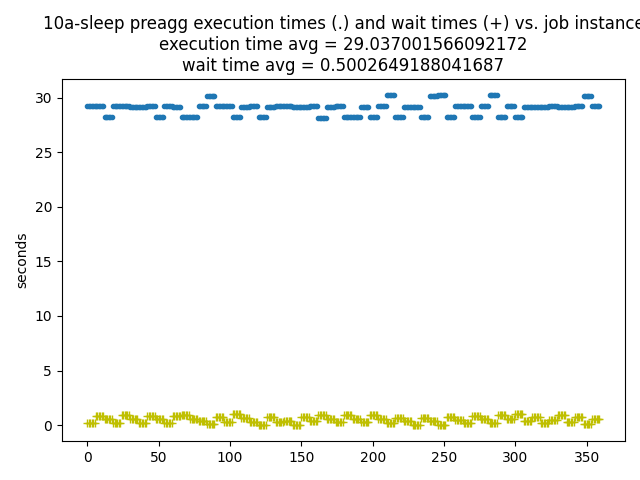 10a-sleep preagg execution times (.) and wait times (+) vs. job instance
execution time avg = 29.037001566092172
wait time avg = 0.5002649188041687
30
25
20
15
10
5
0
seconds
0 50 100 150 200 250 300 350